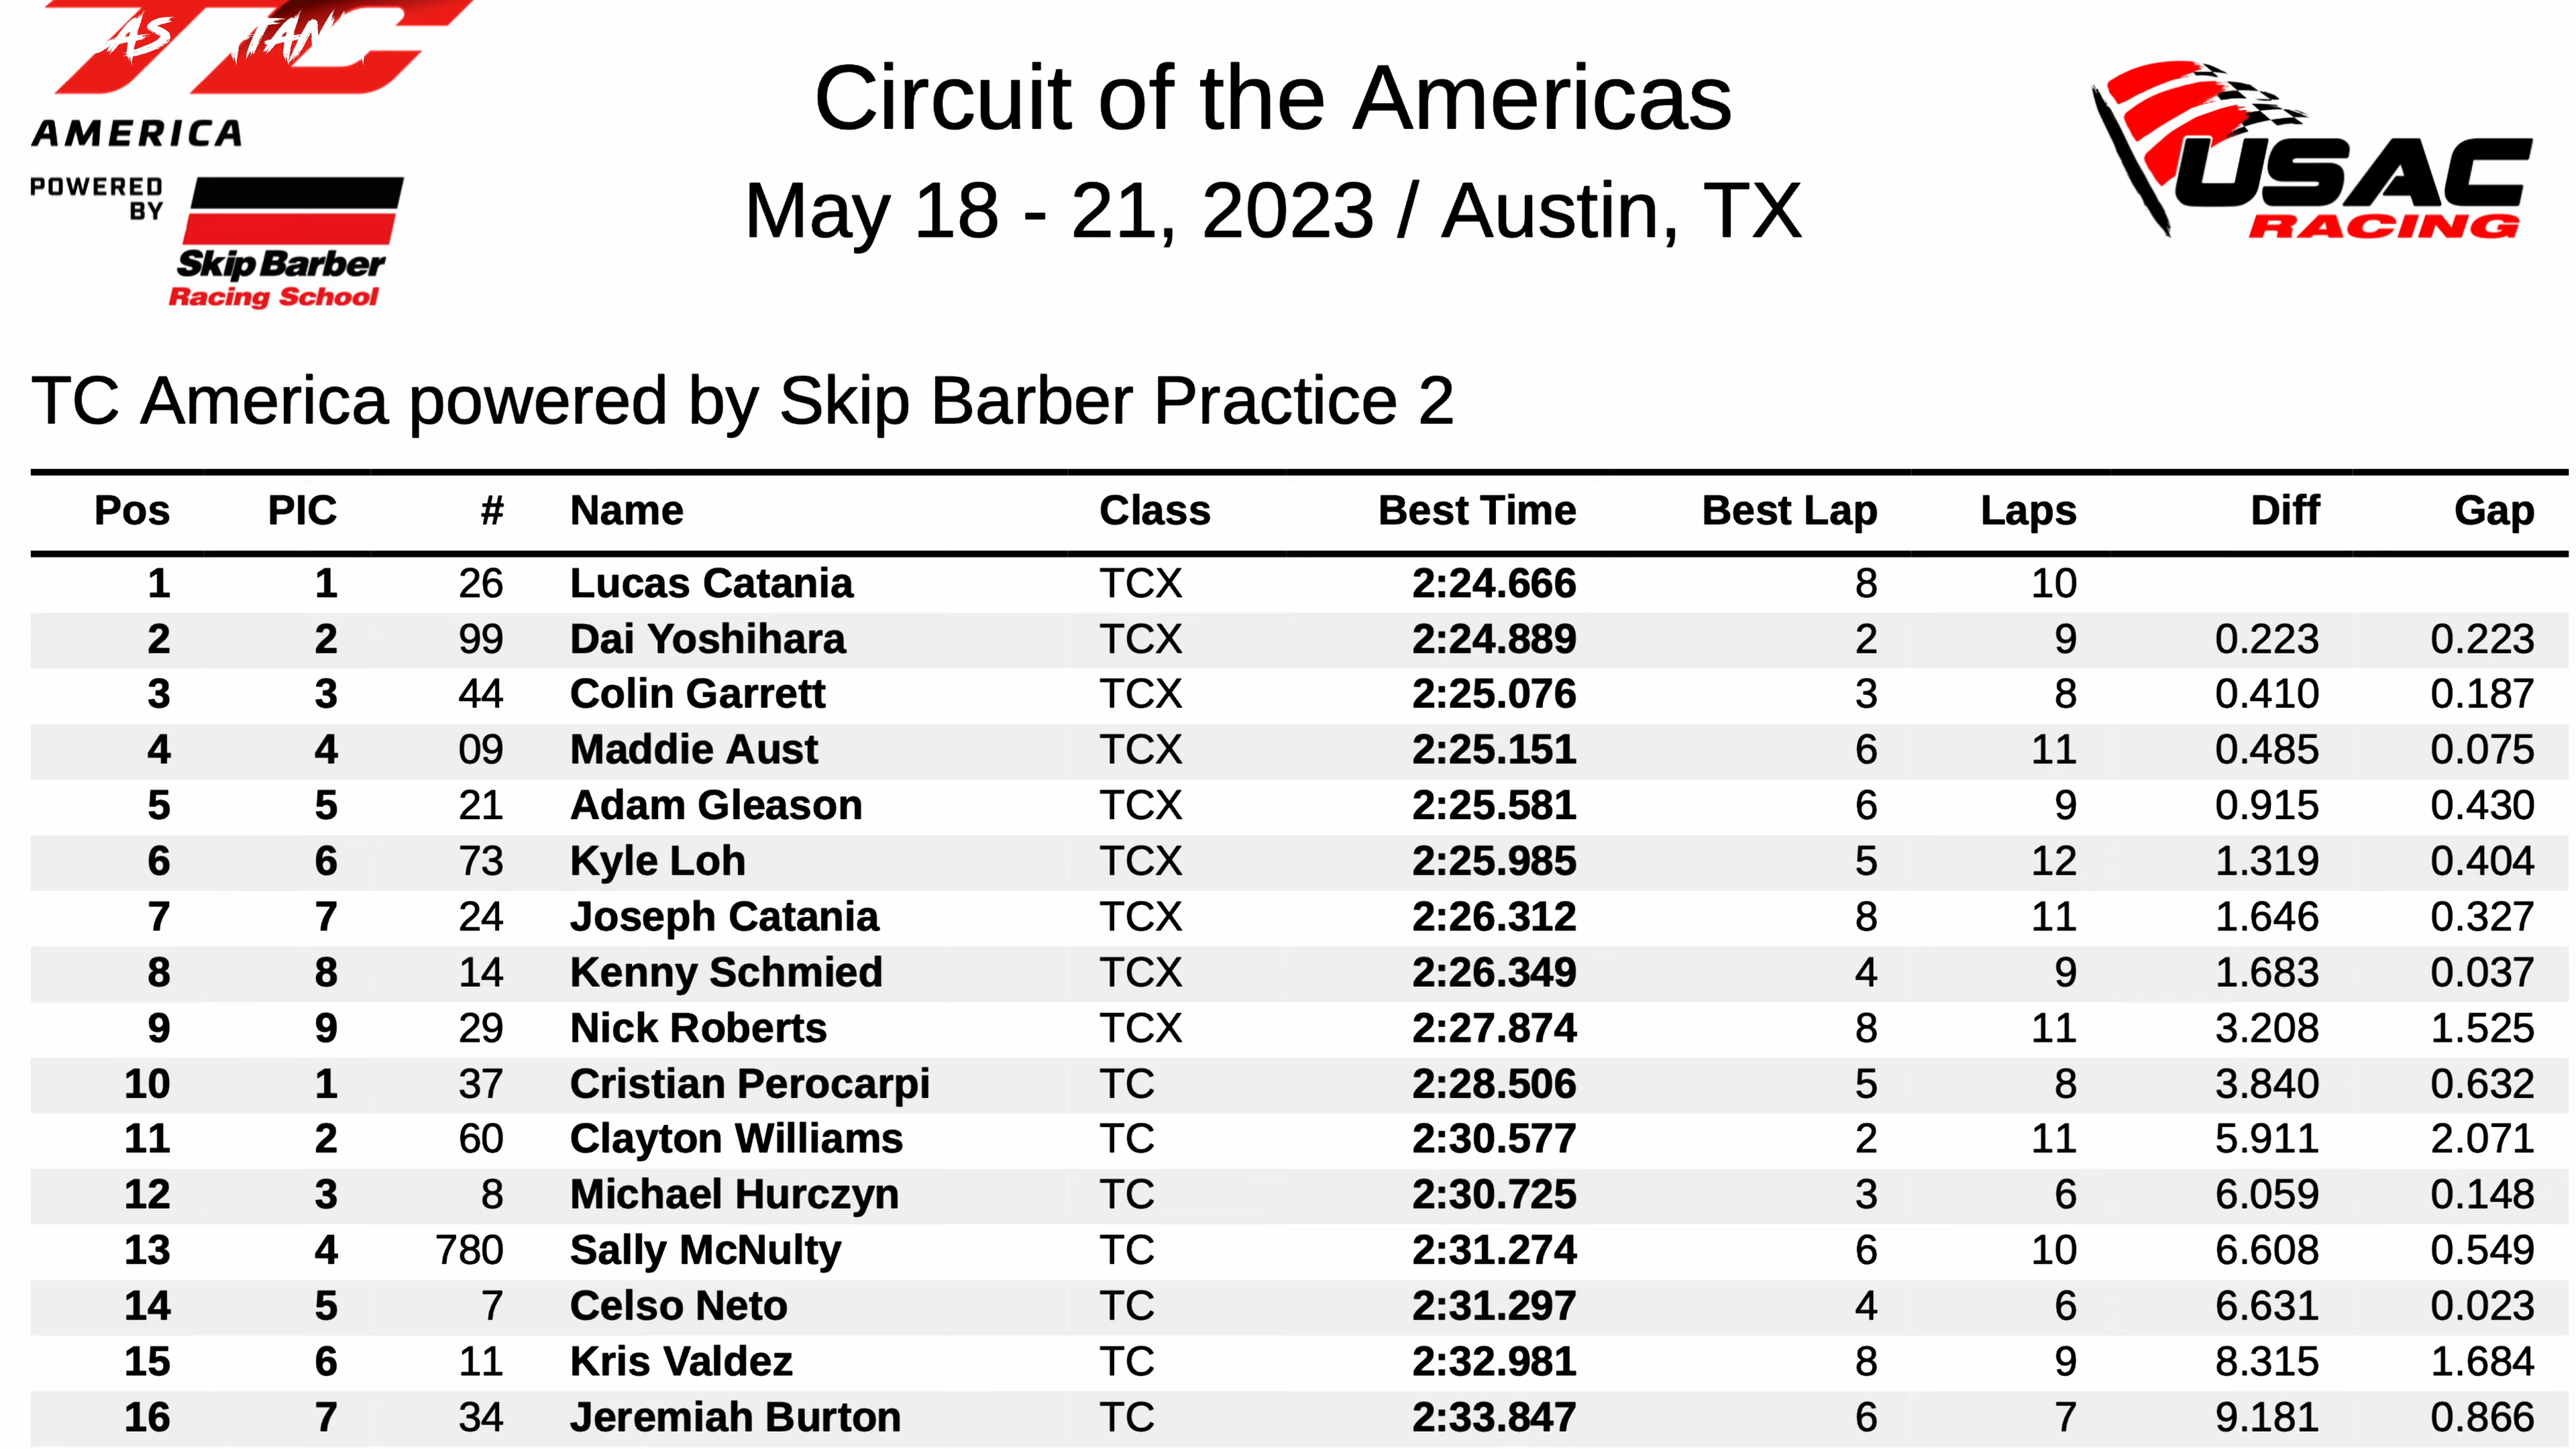 AS TAN
TC
AMERICA
POWERED
BY
Skip Barber
Racing School
Circuit of the Americas
May 18 - 21, 2023 / Austin, TX
USAC
RACING
TC America powered by Skip Barber Practice 2
Pos PIC # Name Class Best Time Best Lap Laps Diff Gap
1 1 26 Lucas Catania TCX 2:24.666 8 10
2 2 99 Dai Yoshihara TCX 2:24.889 2 9 0.223 0.223
3 3 44 Colin Garrett TCX 2:25.076 3 8 0.410 0.187
4 4 09 Maddie Aust TCX 2:25.151 6 11 0.485 0.075
5 5 21 Adam Gleason TCX 2:25.581 6 9 0.915 0.430
6 6 73 Kyle Loh TCX 2:25.985 5 12 1.319 0.404
7 7 24 Joseph Catania TCX 2:26.312 8 11 1.646 0.327
8 8 14 Kenny Schmied TCX 2:26.349 4 9 1.683 0.037
9 9 29 Nick Roberts TCX 2:27.874 8 11 3.208 1.525
10 1 37 Cristian Perocarpi TC 2:28.506 5 8 3.840 0.632
11 2 60 Clayton Williams TC 2:30.577 2 11 5.911 2.071
12 3 8 Michael Hurczyn TC 2:30.725 3 6 6.059 0.148
13 4 780 Sally McNulty TC 2:31.274 6 10 6.608 0.549
14 5 7 Celso Neto TC 2:31.297 4 6 6.631 0.023
15 6 11 Kris Valdez TC 2:32.981 8 9 8.315 1.684
16 7 34 Jeremiah Burton TC 2:33.847 6 7 9.181 0.866